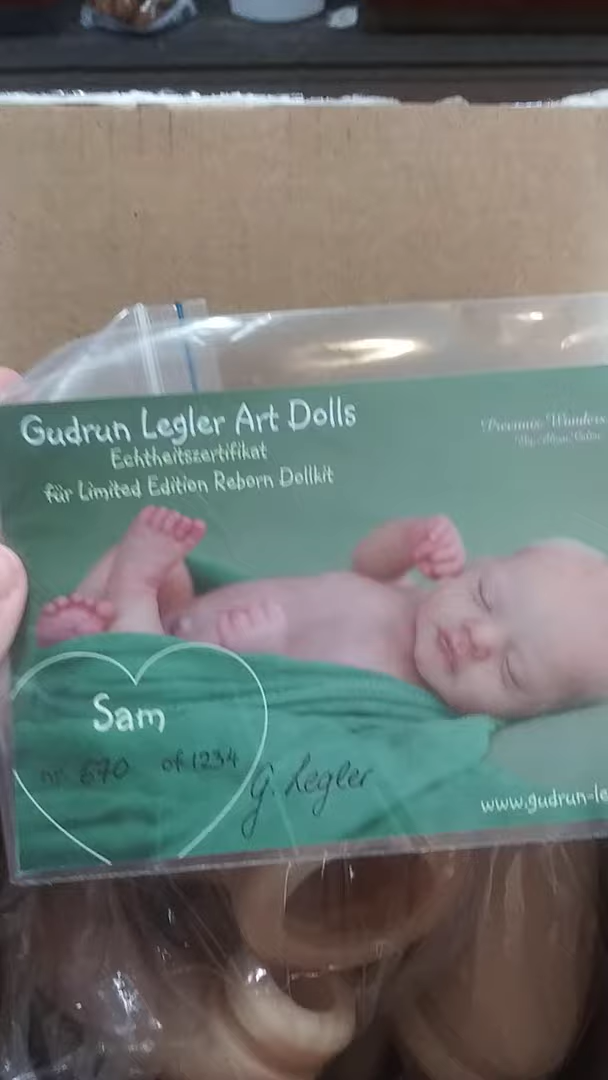 Gudrun Legler Art Dolls
Echtheitszertifikat
für Limited Edition Reborn Dollkit
Sam
nr. 670 of 1234
G. Legler
www.gudrun-le